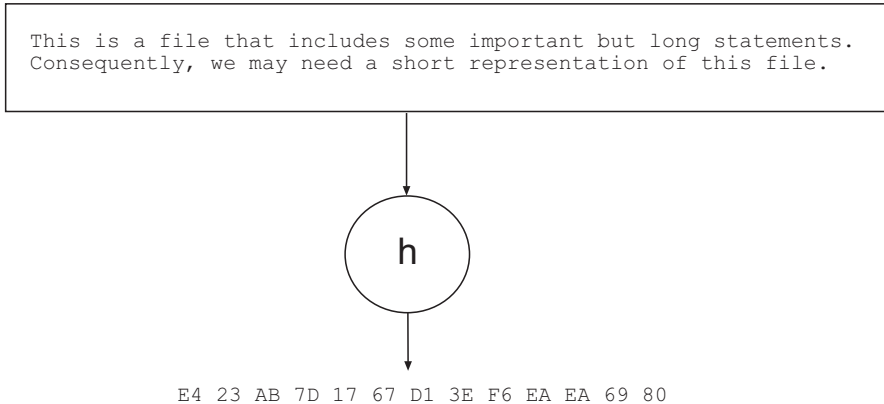 This is a file that includes some important but long statements.
Consequently, we may need a short representation of this file.
h
E4 23 AB 7D 17 67 D1 3E F6 EA EA 69 80